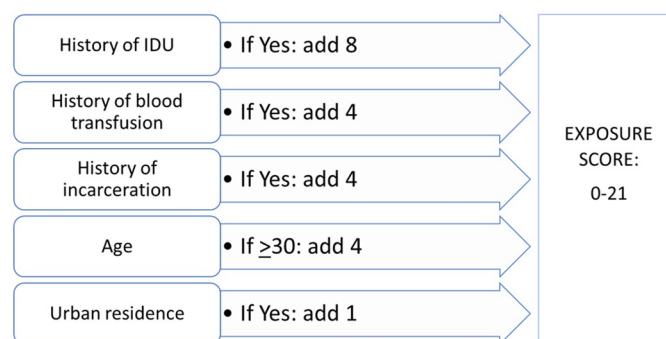 History of IDU
• If Yes: add 8
History of blood
transfusion
• If Yes: add 4
History of
incarceration
• If Yes: add 4
Age
• If ≥30: add 4
Urban residence
• If Yes: add 1
EXPOSURE
SCORE:
0-21